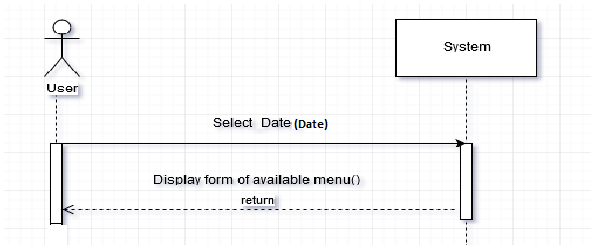 System
User
Select Date (Date)
Display form of available menu()
return